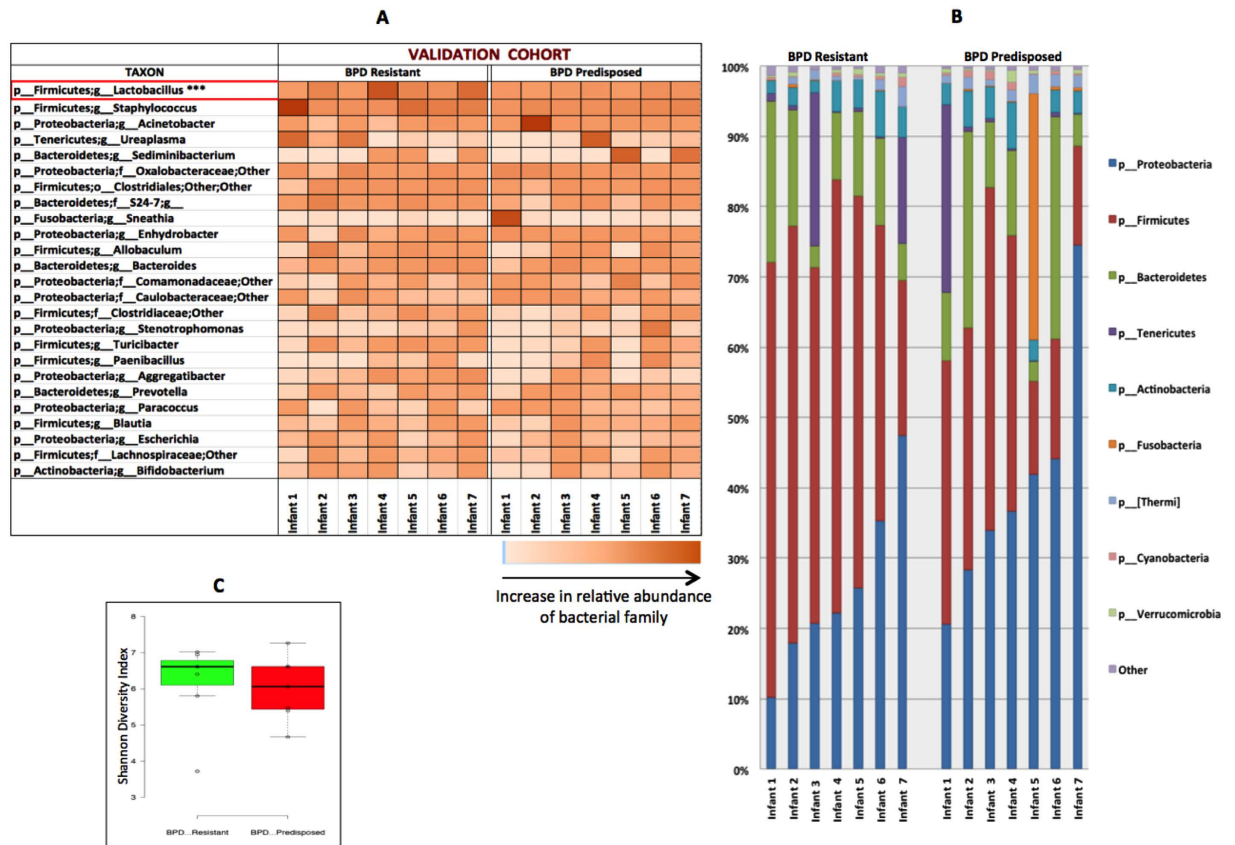 A
VALIDATION COHORT
TAXON
BPD Resistant
BPD Predisposed
p__Firmicutes;g__Lactobacillus ***
p__Firmicutes;g__Staphylococcus
p__Proteobacteria;g__Acinetobacter
p__Tenericutes;g__Ureaplasma
p__Bacteroidetes;g__Sediminibacterium
p__Proteobacteria;f__Oxalobacteraceae;Other
p__Firmicutes;o__Clostridiales;Other;Other
p__Bacteroidetes;f__S24-7;g__
p__Fusobacteria;g__Sneathia
p__Proteobacteria;g__Enhydrobacter
p__Firmicutes;g__Allobaculum
p__Bacteroidetes;g__Bacteroides
p__Proteobacteria;f__Comamonadaceae;Other
p__Proteobacteria;f__Caulobacteraceae;Other
p__Firmicutes;f__Clostridiaceae;Other
p__Proteobacteria;g__Stenotrophomonas
p__Firmicutes;g__Turicibacter
p__Firmicutes;g__Paenibacillus
p__Proteobacteria;g__Aggregatibacter
p__Bacteroidetes;g__Prevotella
p__Proteobacteria;g__Paracoccus
p__Firmicutes;g__Blautia
p__Proteobacteria;g__Escherichia
p__Firmicutes;f__Lachnospiraceae;Other
p__Actinobacteria;g__Bifidobacterium
Infant 1
Infant 2
Infant 3
Infant 4
Infant 5
Infant 6
Infant 7
Infant 1
Infant 2
Infant 3
Infant 4
Infant 5
Infant 6
Infant 7
Increase in relative abundance
of bacterial family
B
BPD Resistant
BPD Predisposed
100%
90%
80%
70%
60%
50%
40%
30%
20%
10%
0%
Infant 1
Infant 2
Infant 3
Infant 4
Infant 5
Infant 6
Infant 7
Infant 1
Infant 2
Infant 3
Infant 4
Infant 5
Infant 6
Infant 7
p__Proteobacteria
p__Firmicutes
p__Bacteroidetes
p__Tenericutes
p__Actinobacteria
p__Fusobacteria
p__[Thermi]
p__Cyanobacteria
p__Verrucomicrobia
Other
C
Shannon Diversity Index
8
7
6
5
4
3
BPD...Resistant
BPD...Predisposed